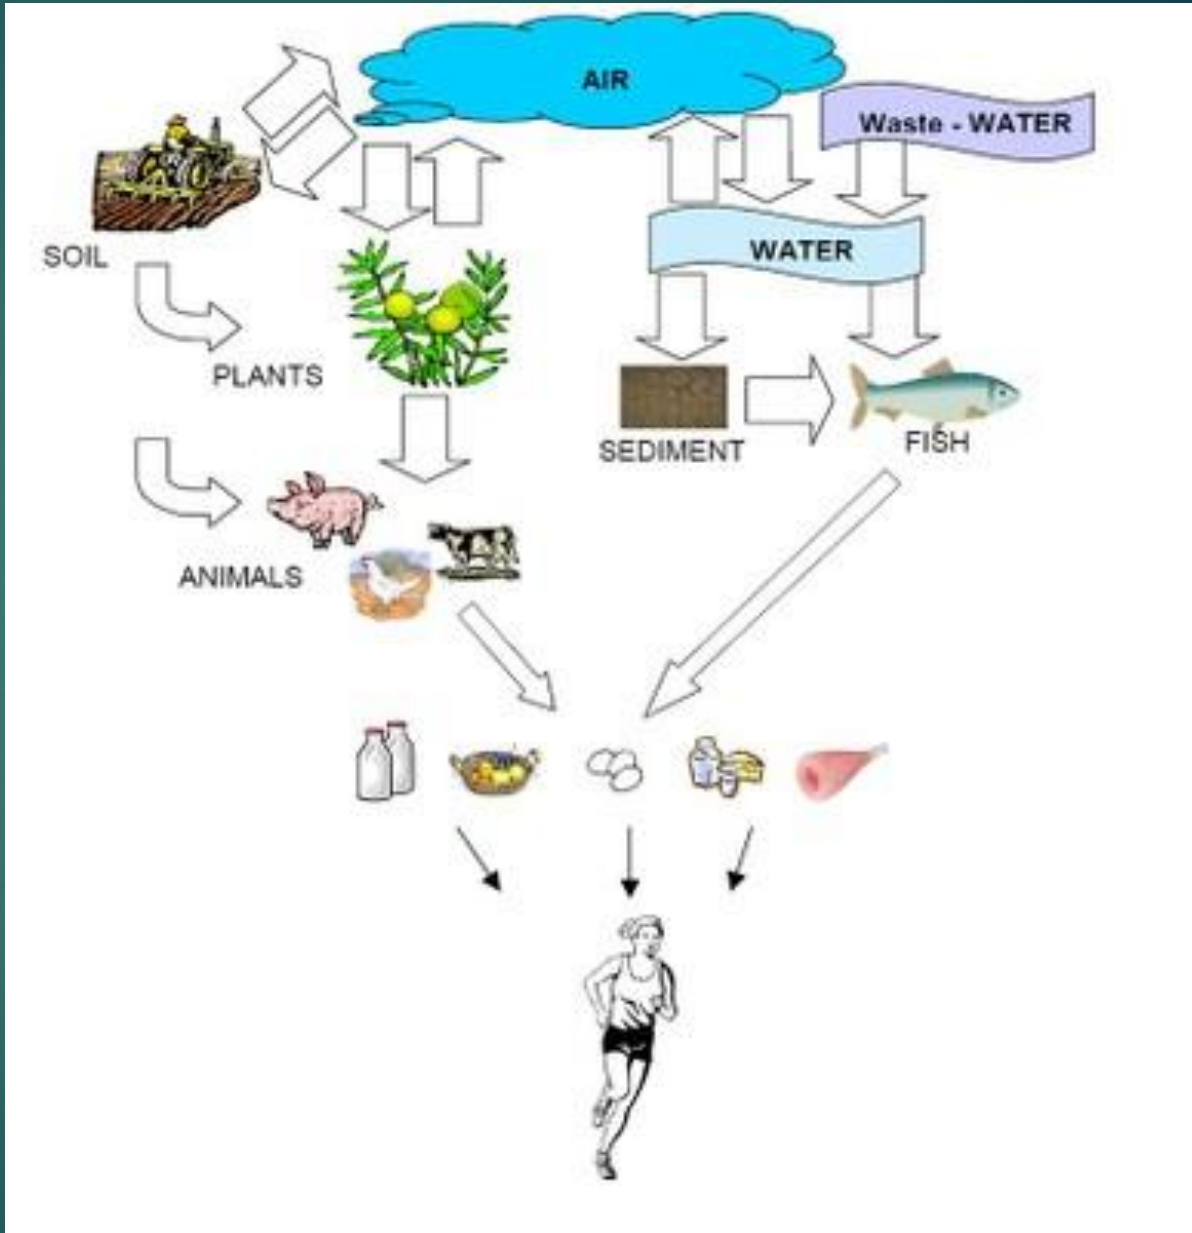 AIR
Waste - WATER
WATER
SOIL
PLANTS
SEDIMENT
FISH
ANIMALS